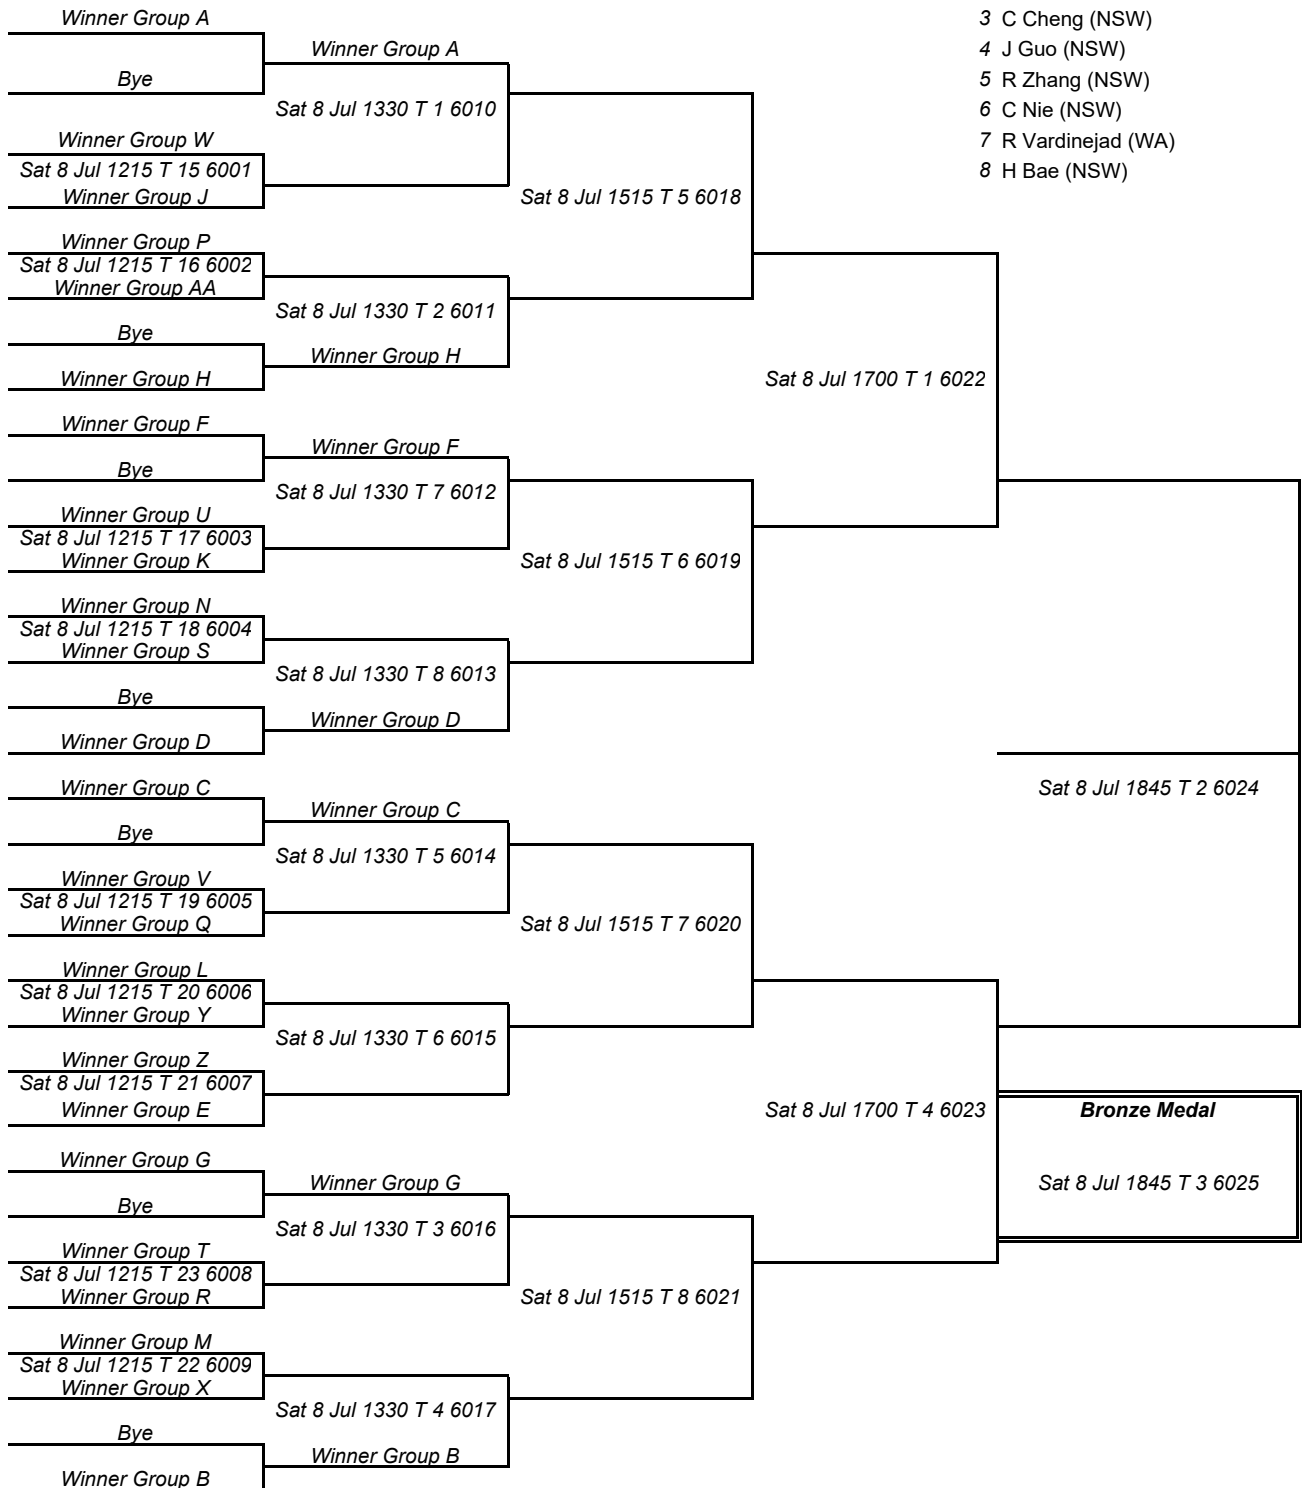 Winner Group A
Bye
Winner Group W
Sat 8 Jul 1215 T 15 6001
Winner Group J
Winner Group P
Sat 8 Jul 1215 T 16 6002
Winner Group AA
Bye
Winner Group H
Winner Group F
Bye
Winner Group U
Sat 8 Jul 1215 T 17 6003
Winner Group K
Winner Group N
Sat 8 Jul 1215 T 18 6004
Winner Group S
Bye
Winner Group D
Winner Group C
Bye
Winner Group V
Sat 8 Jul 1215 T 19 6005
Winner Group Q
Winner Group L
Sat 8 Jul 1215 T 20 6006
Winner Group Y
Winner Group Z
Sat 8 Jul 1215 T 21 6007
Winner Group E
Winner Group G
Bye
Winner Group T
Sat 8 Jul 1215 T 23 6008
Winner Group R
Winner Group M
Sat 8 Jul 1215 T 22 6009
Winner Group X
Bye
Winner Group B
Winner Group A
Sat 8 Jul 1330 T 1 6010
Sat 8 Jul 1330 T 2 6011
Winner Group H
Winner Group F
Sat 8 Jul 1330 T 7 6012
Sat 8 Jul 1330 T 8 6013
Winner Group D
Winner Group C
Sat 8 Jul 1330 T 5 6014
Sat 8 Jul 1330 T 6 6015
Winner Group G
Sat 8 Jul 1330 T 3 6016
Sat 8 Jul 1330 T 4 6017
Winner Group B
Sat 8 Jul 1515 T 5 6018
Sat 8 Jul 1515 T 6 6019
Sat 8 Jul 1515 T 7 6020
Sat 8 Jul 1515 T 8 6021
Sat 8 Jul 1700 T 1 6022
Sat 8 Jul 1700 T 4 6023
3 C Cheng (NSW)
4 J Guo (NSW)
5 R Zhang (NSW)
6 C Nie (NSW)
7 R Vardinejad (WA)
8 H Bae (NSW)
Sat 8 Jul 1845 T 2 6024
Bronze Medal
Sat 8 Jul 1845 T 3 6025